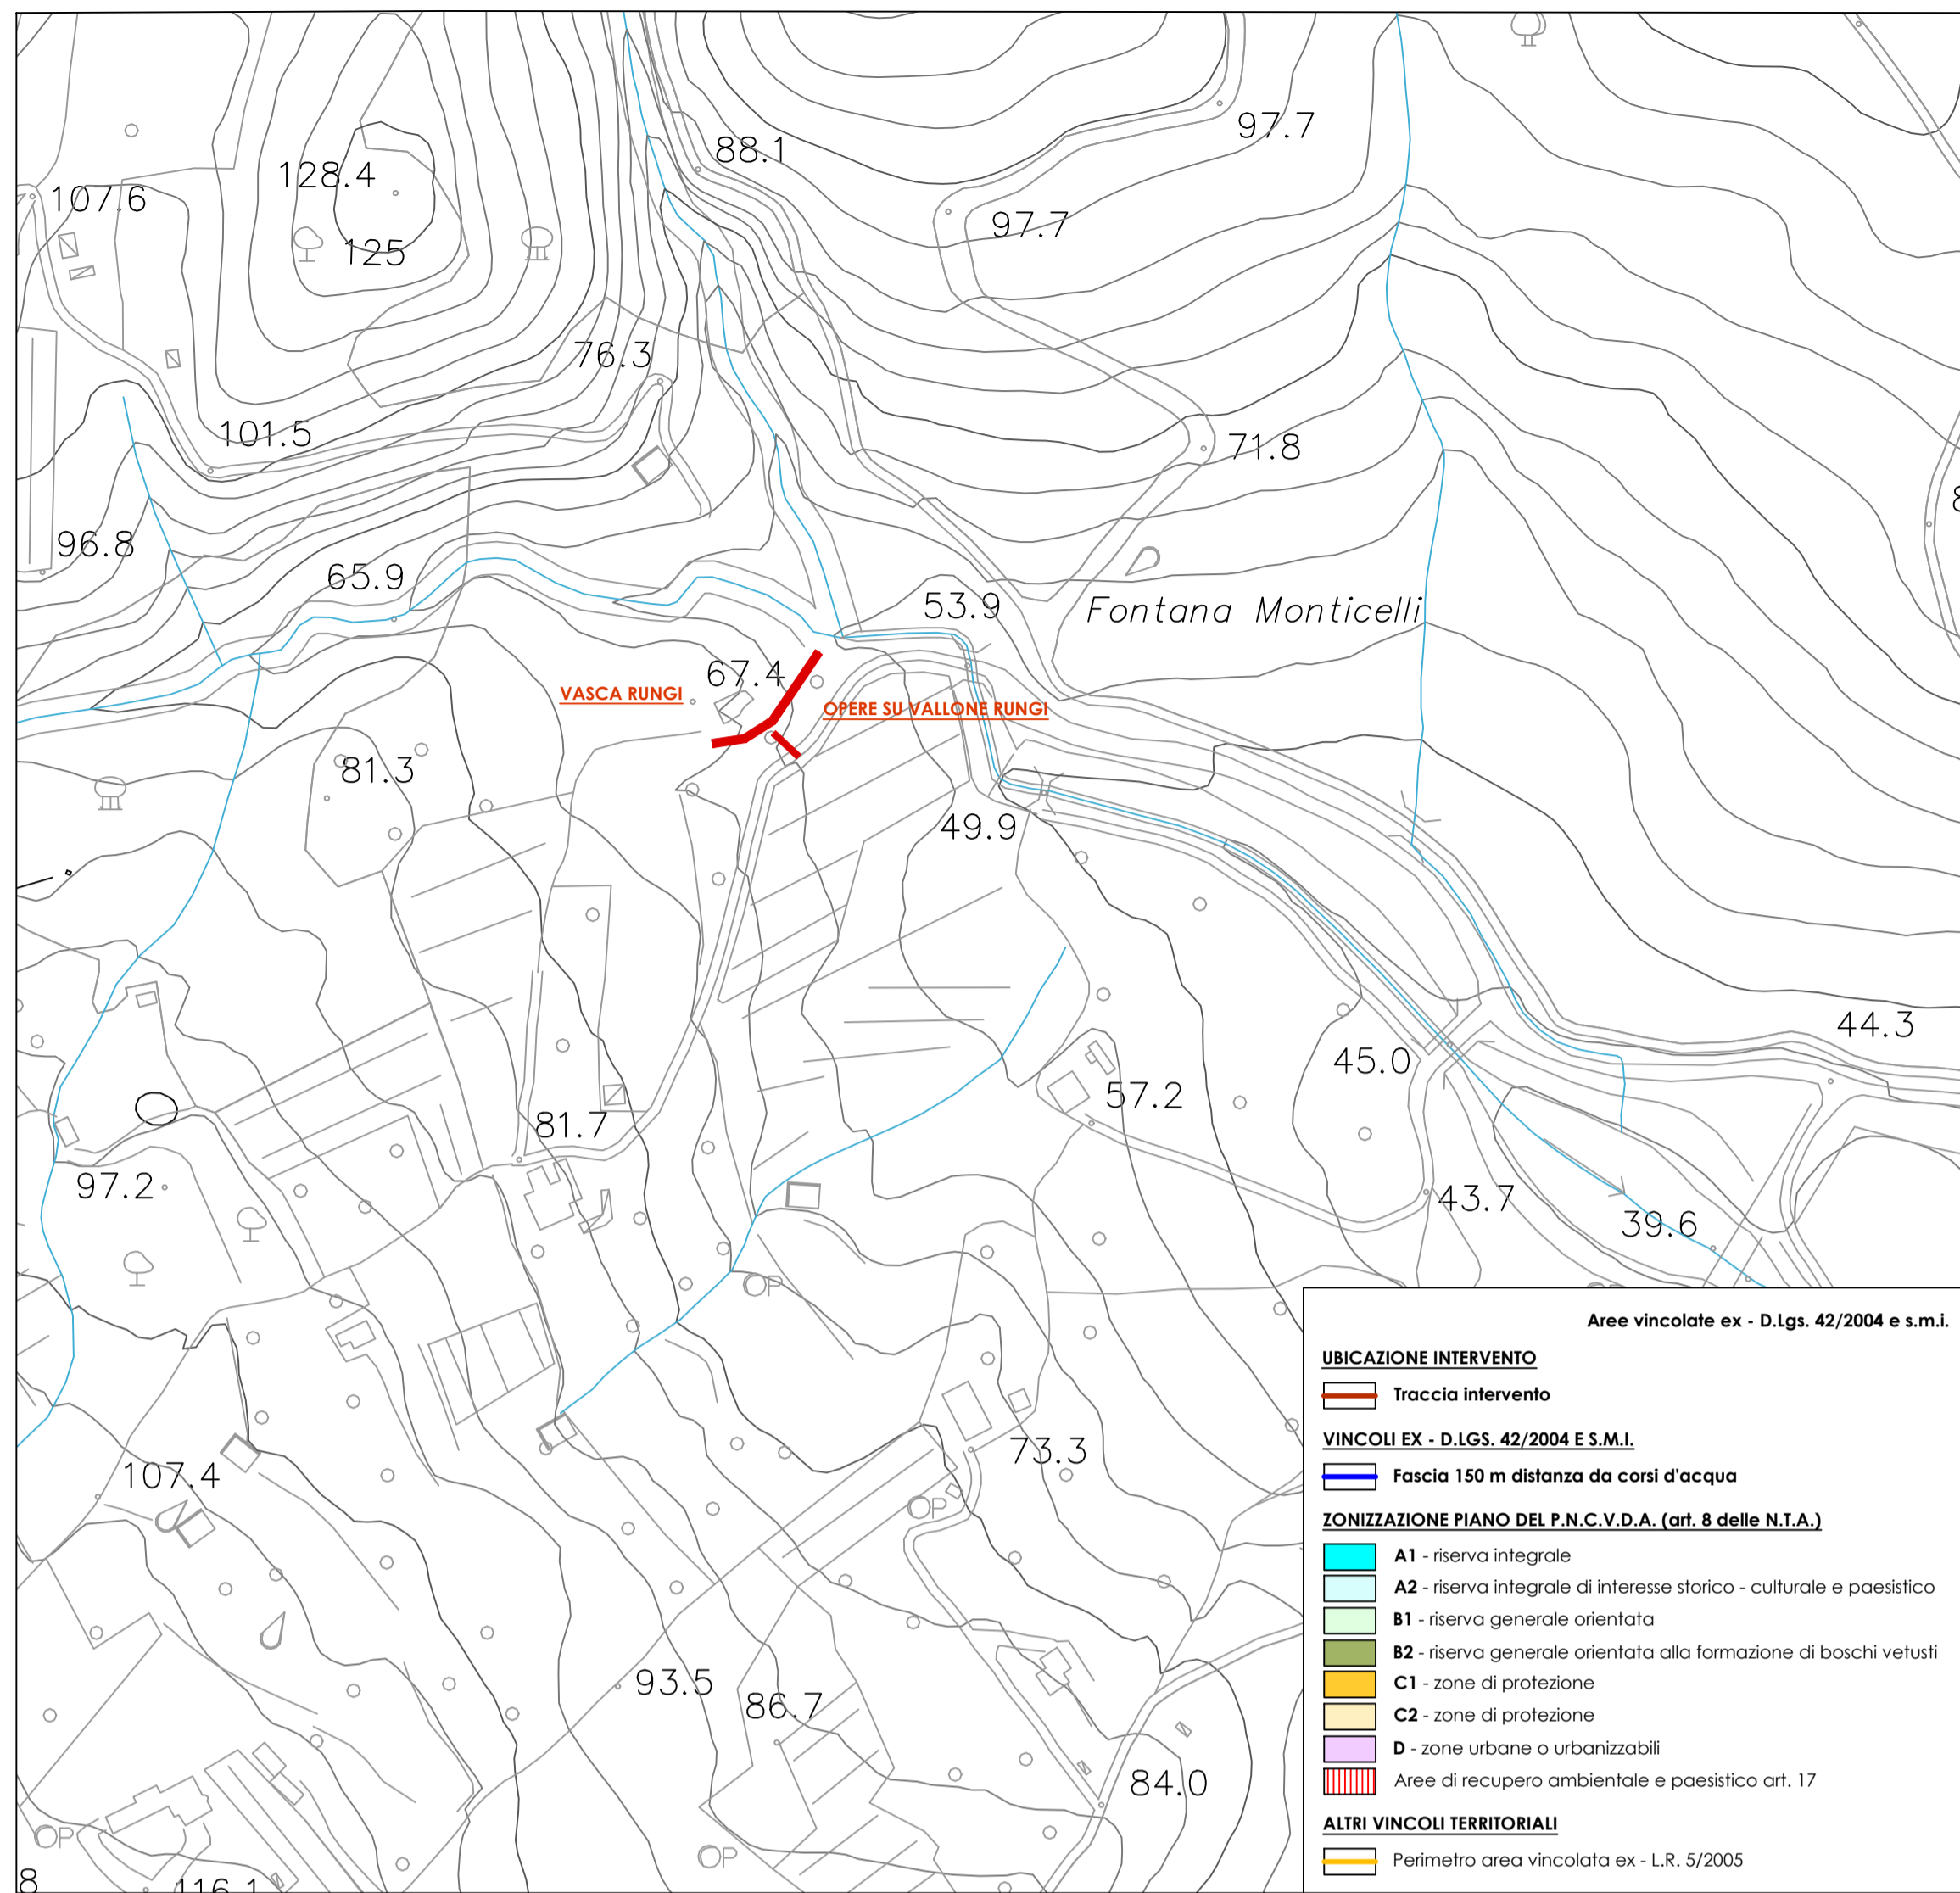 97.7
88.1
128.4
107.6
97.7
125
76.3
101.5
71.8
96.8
65.9
53.9
Fontana Monticelli
67.4
VASCA RUNGI
OPERE SU VALLONE RUNGI
81.3
49.9
44.3
45.0
57.2
81.7
97.2
43.7
39.6
P
73.3
107.4
P
93.5
86.7
84.0
P
P
8
116.1
Aree vincolate ex - D.Lgs. 42/2004 e s.m.i.
UBICAZIONE INTERVENTO
Traccia intervento
VINCOLI EX - D.LGS. 42/2004 E S.M.I.
Fascia 150 m distanza da corsi d'acqua
ZONIZZAZIONE PIANO DEL P.N.C.V.D.A. (art. 8 delle N.T.A.)
A1 - riserva integrale
A2 - riserva integrale di interesse storico - culturale e paesistico
B1 - riserva generale orientata
B2 - riserva generale orientata alla formazione di boschi vetusti
C1 - zone di protezione
C2 - zone di protezione
D - zone urbane o urbanizzabili
Aree di recupero ambientale e paesistico art. 17
ALTRI VINCOLI TERRITORIALI
Perimetro area vincolata ex - L.R. 5/2005